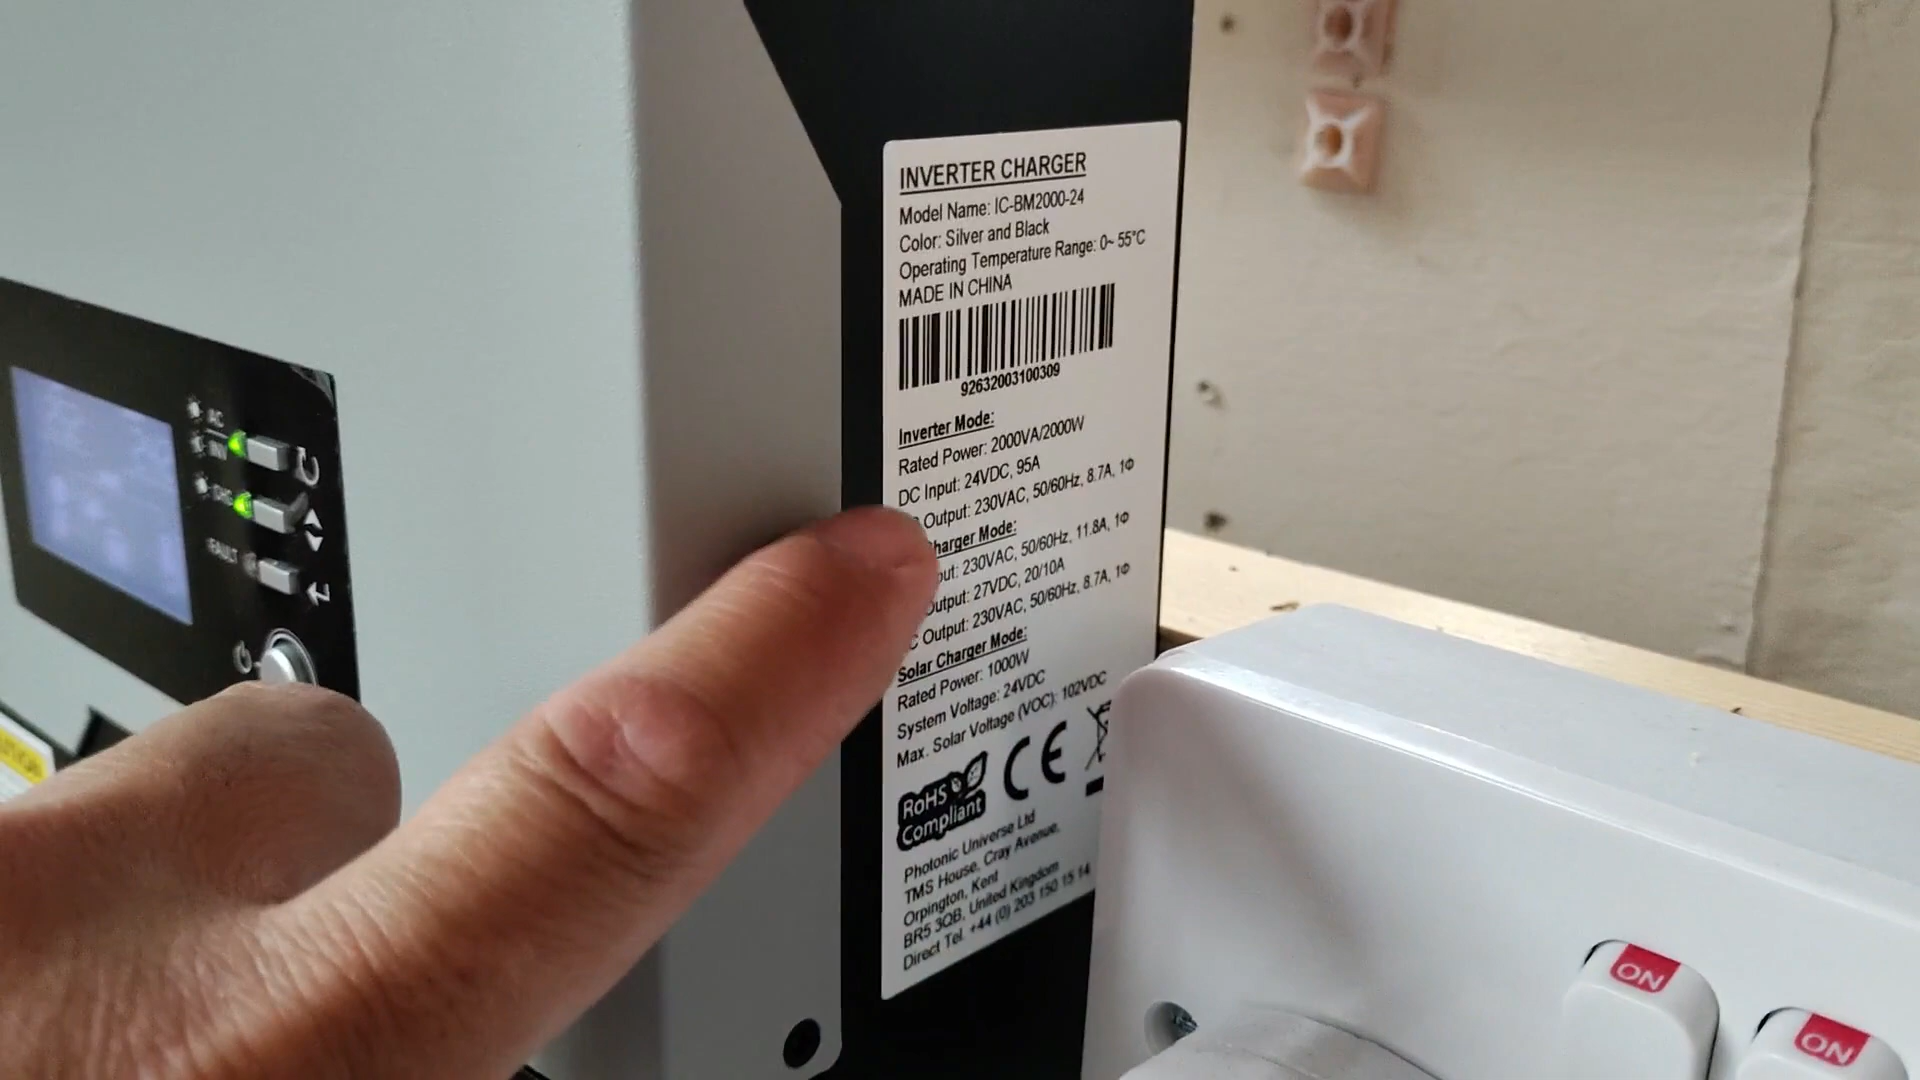 INVERTER CHARGER
Model Name: IC-BM2000-24
Color: Silver and Black
Operating Temperature Range: 0~ 55°C
MADE IN CHINA
92632003100309
Inverter Mode:
Rated Power: 2000VA/2000W
DC Input: 24VDC, 95A
Output: 230VAC, 50/60Hz, 8.7A, 1Φ
harger Mode:
put: 230VAC, 50/60Hz, 11.8A, 1Φ
Output: 27VDC, 20/10A
C Output: 230VAC, 50/60Hz, 8.7A, 1Φ
Solar Charger Mode:
Rated Power: 1000W
System Voltage: 24VDC
Max. Solar Voltage (VOC): 102VDC
RoHS
Compliant
CE
Photonic Universe Ltd
TMS House, Cray Avenue,
Orpington, Kent
BR5 3QB, United Kingdom
Direct Tel. +44 (0) 203 150 15 14
AC
INV
CHG
FAULT
ON
ON